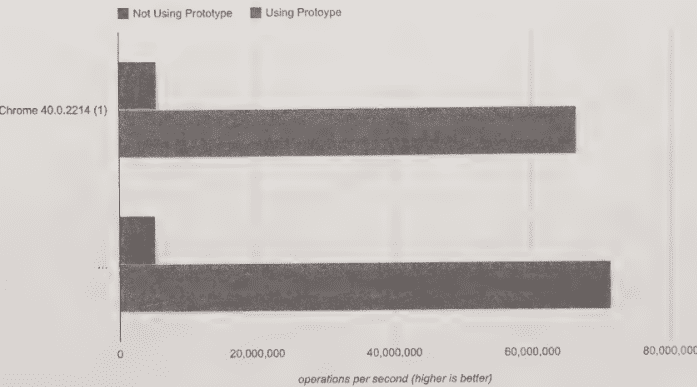 Not Using Prototype Using Protoype
Chrome 40.0.2214 (1)
...
0 20,000,000 40,000,000 60,000,000 80,000,000
operations per second (higher is better)